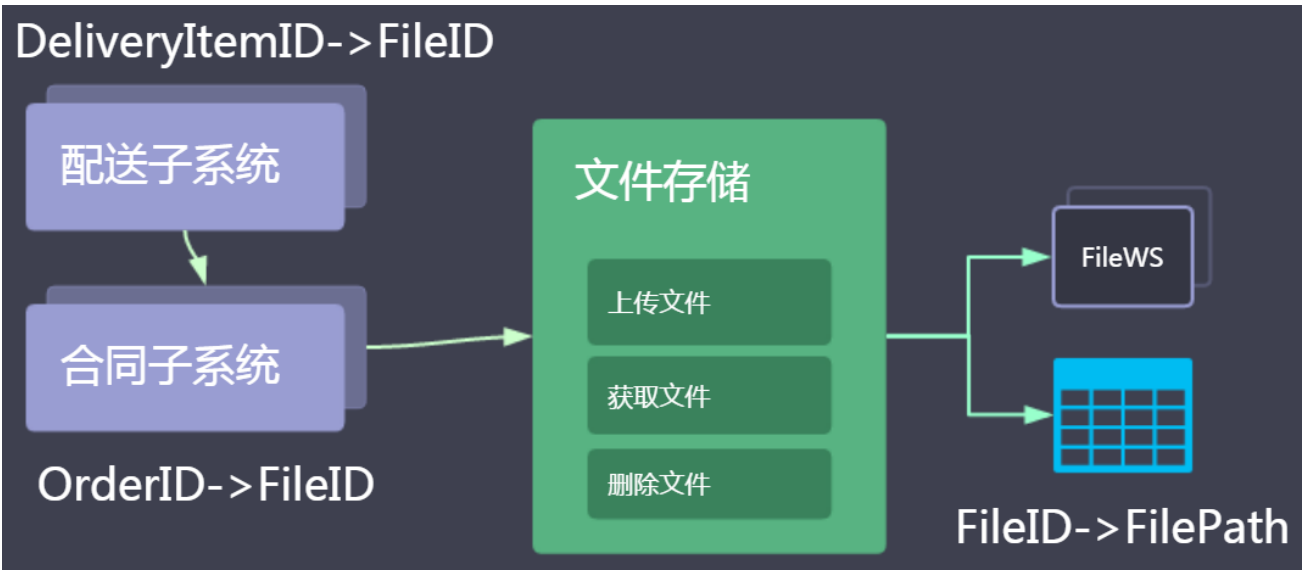 DeliveryItemID->FileID
配送子系统
合同子系统
OrderID->FileID
文件存储
上传文件
获取文件
删除文件
FileWS
FileID->FilePath